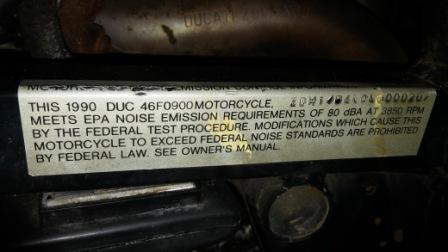 DUCATI
EMISSION
THIS 1990 DUC 46F0900 MOTORCYCLE,
MEETS EPA NOISE EMISSION REQUIREMENTS OF 80 dBA AT 3850 RPM
BY THE FEDERAL TEST PROCEDURE. MODIFICATIONS WHICH CAUSE THIS
MOTORCYCLE TO EXCEED FEDERAL NOISE STANDARDS ARE PROHIBITED
BY FEDERAL LAW. SEE OWNER'S MANUAL.